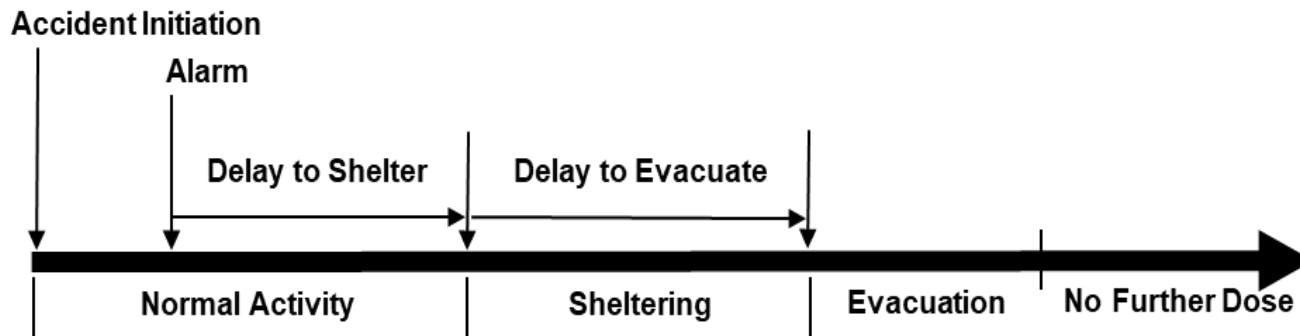 Accident Initiation
Alarm
Delay to Shelter
Delay to Evacuate
Normal Activity
Sheltering
Evacuation
No Further Dose